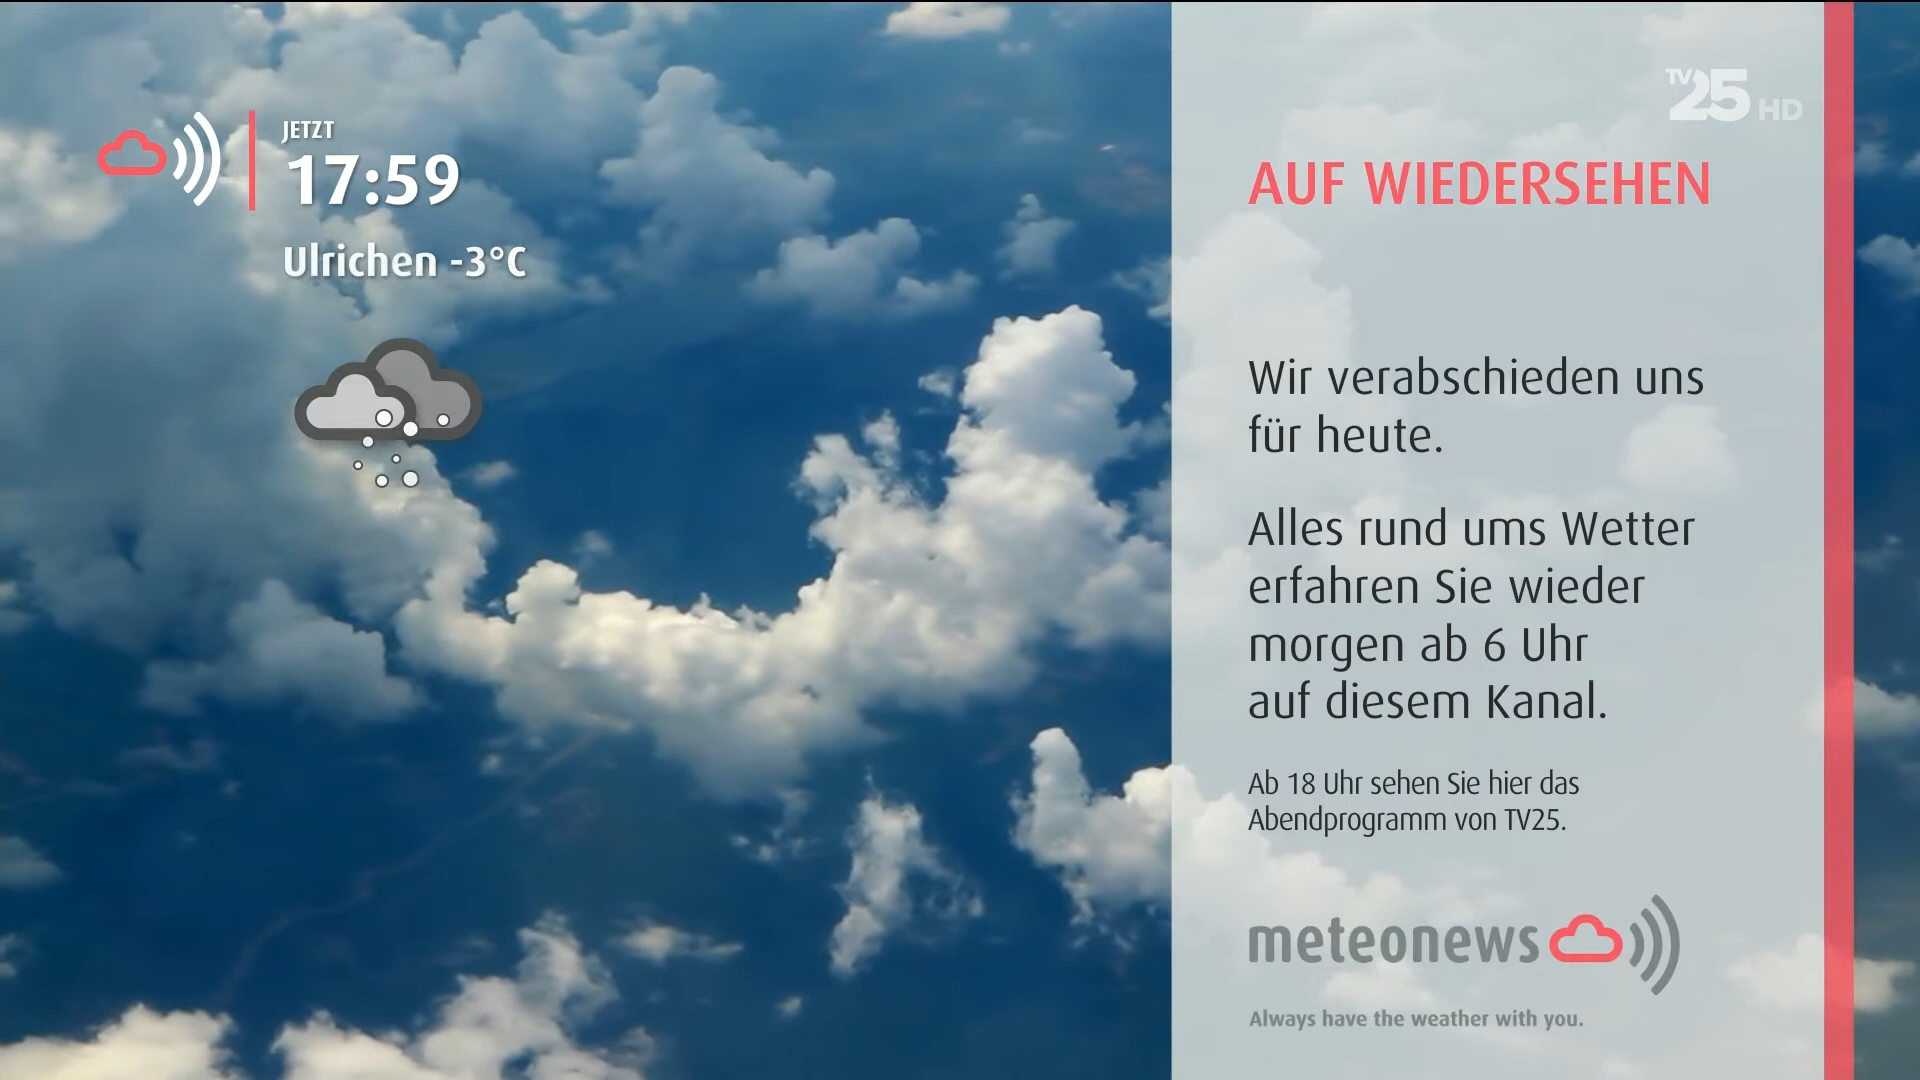 JETZT
17:59
Ulrichen -3°C
TV25 HD
AUF WIEDERSEHEN
Wir verabschieden uns
für heute.
Alles rund ums Wetter
erfahren Sie wieder
morgen ab 6 Uhr
auf diesem Kanal.
Ab 18 Uhr sehen Sie hier das
Abendprogramm von TV25.
meteonews
Always have the weather with you.